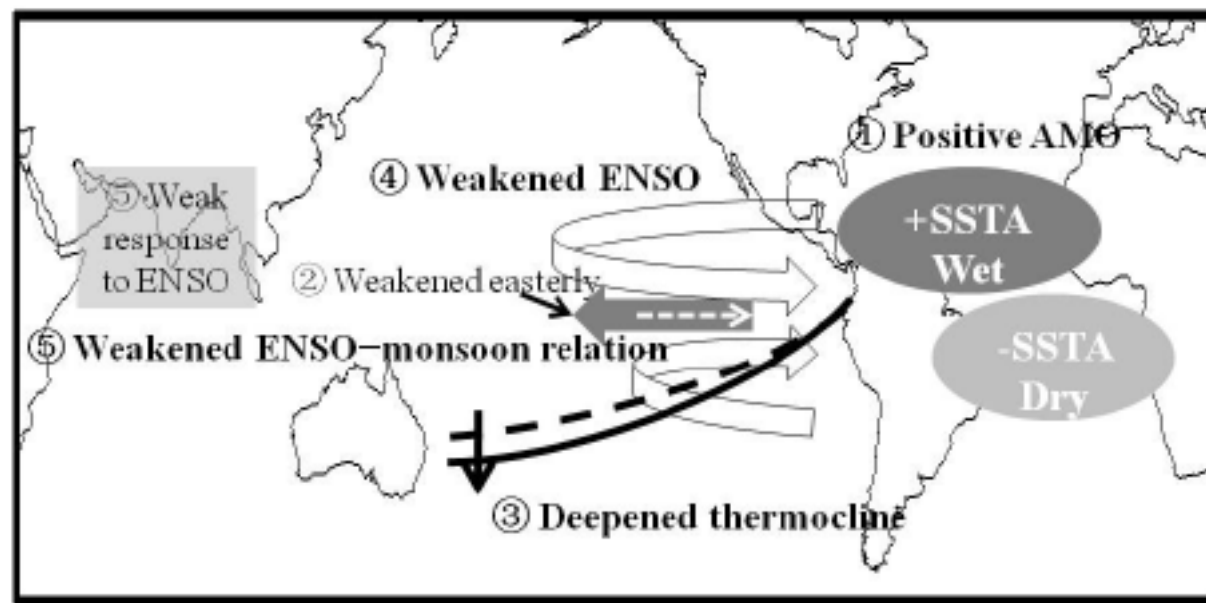 ① Positive AMO
④ Weakened ENSO
⑤ Weak
response
to ENSO
+SSTA
Wet
② Weakened easterly
⑤ Weakened ENSO−monsoon relation
-SSTA
Dry
③ Deepened thermocline